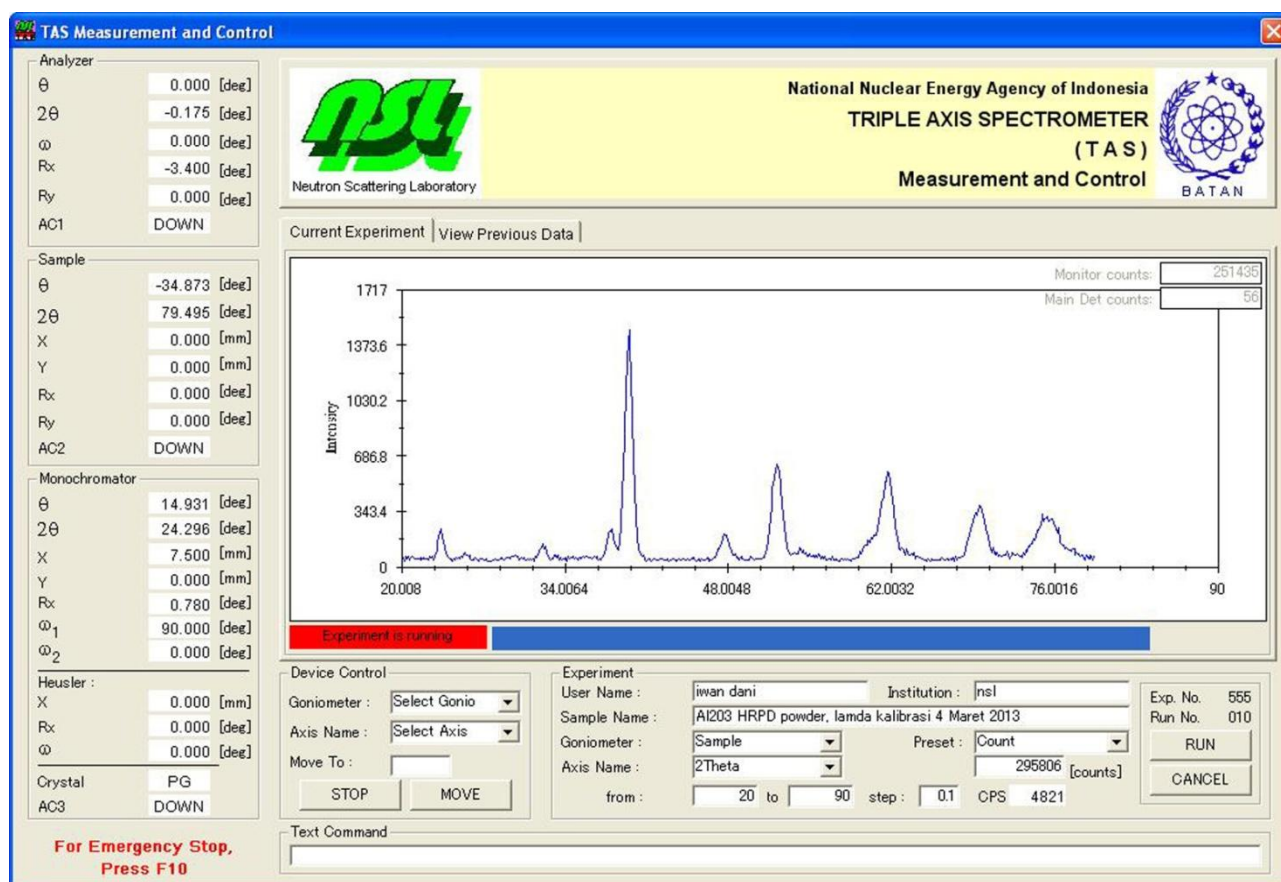 TAS Measurement and Control
Analyzer
θ 0.000 [deg]
2θ -0.175 [deg]
ω 0.000 [deg]
Rx -3.400 [deg]
Ry 0.000 [deg]
AC1 DOWN
Sample
θ -34.873 [deg]
2θ 79.495 [deg]
X 0.000 [mm]
Y 0.000 [mm]
Rx 0.000 [deg]
Ry 0.000 [deg]
AC2 DOWN
Monochromator
θ 14.931 [deg]
2θ 24.296 [deg]
X 7.500 [mm]
Y 0.000 [mm]
Rx 0.780 [deg]
ω1 90.000 [deg]
ω2 0.000 [deg]
Heusler :
X 0.000 [mm]
Rx 0.000 [deg]
ω 0.000 [deg]
Crystal PG
AC3 DOWN
For Emergency Stop,
Press F10
nsl
Neutron Scattering Laboratory
National Nuclear Energy Agency of Indonesia
TRIPLE AXIS SPECTROMETER
(TAS)
Measurement and Control
BATAN
Current Experiment View Previous Data
Monitor counts: 251435
Main Det counts: 56
Intensity
1717
1373.6
1030.2
686.8
343.4
0
20.008 34.0064 48.0048 62.0032 76.0016 90
Experiment is running
Device Control
Goniometer : Select Gonio
Axis Name : Select Axis
Move To :
STOP MOVE
Experiment
User Name : iwan dani Institution : nsl
Sample Name : Al203 HRPD powder, lamda kalibrasi 4 Maret 2013
Goniometer : Sample Preset : Count
Axis Name : 2Theta 295806 [counts]
from : 20 to 90 step : 0.1 CPS 4821
Exp. No. 555
Run No. 010
RUN
CANCEL
Text Command